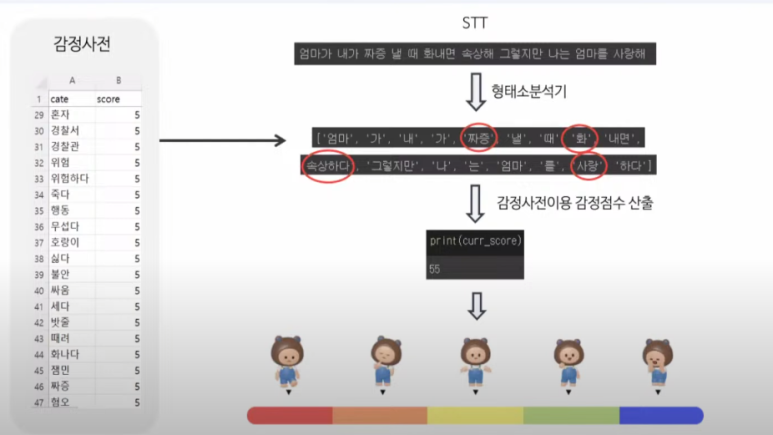 감정사전
A B
1 cate score
29 혼자 5
30 경찰서 5
31 경찰관 5
32 위험 5
33 위험하다 5
34 죽다 5
35 행동 5
36 무섭다 5
37 호랑이 5
38 싫다 5
39 불안 5
40 싸움 5
41 세다 5
42 밧줄 5
43 때려 5
44 화나다 5
45 잼민 5
46 짜증 5
47 혐오 5
STT
엄마가 내가 짜증 낼 때 화내면 속상해 그렇지만 나는 엄마를 사랑해
형태소분석기
['엄마', '가', '내', '가', '짜증', '낼', '때', '화', '내면',
'속상하다', '그렇지만', '나', '는', '엄마', '를', '사랑', '하다']
감정사전이용 감정점수 산출
print(curr_score)
55